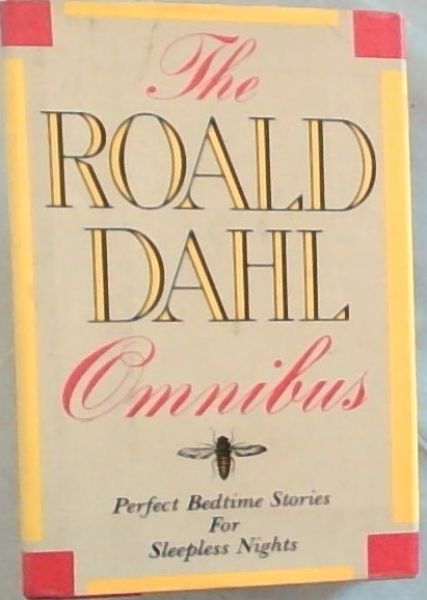 The
ROALD
DAHL
Omnibus
Perfect Bedtime Stories
For
Sleepless Nights